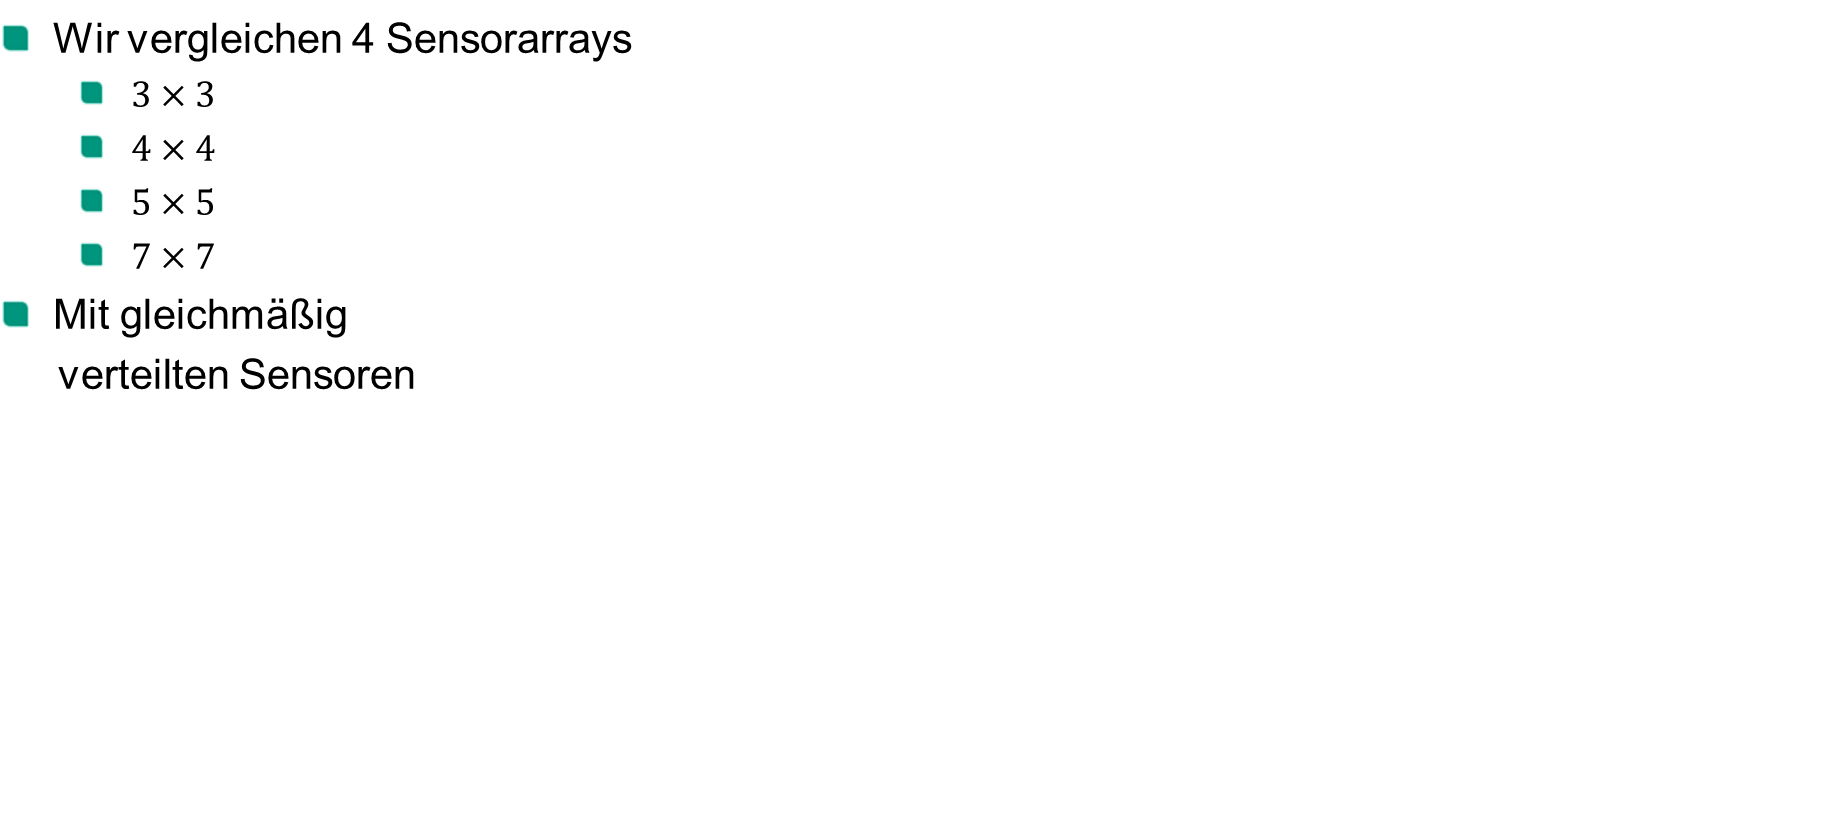 Wir vergleichen 4 Sensorarrays
3 × 3
4 × 4
5 × 5
7 × 7
Mit gleichmäßig
verteilten Sensoren